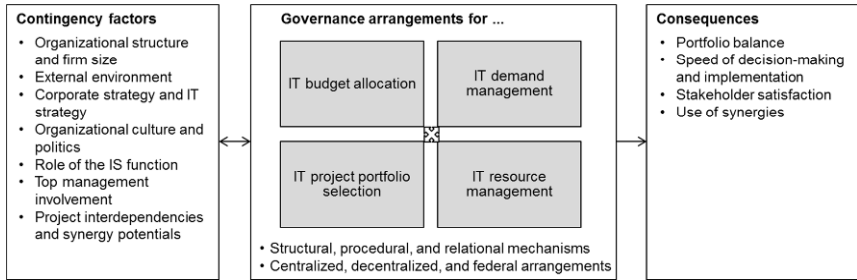 Contingency factors
• Organizational structure
and firm size
• External environment
• Corporate strategy and IT
strategy
• Organizational culture and
politics
• Role of the IS function
• Top management
involvement
• Project interdependencies
and synergy potentials
Governance arrangements for ...
IT budget allocation
IT demand
management
IT project portfolio
selection
IT resource
management
• Structural, procedural, and relational mechanisms
• Centralized, decentralized, and federal arrangements
Consequences
• Portfolio balance
• Speed of decision-making
and implementation
• Stakeholder satisfaction
• Use of synergies